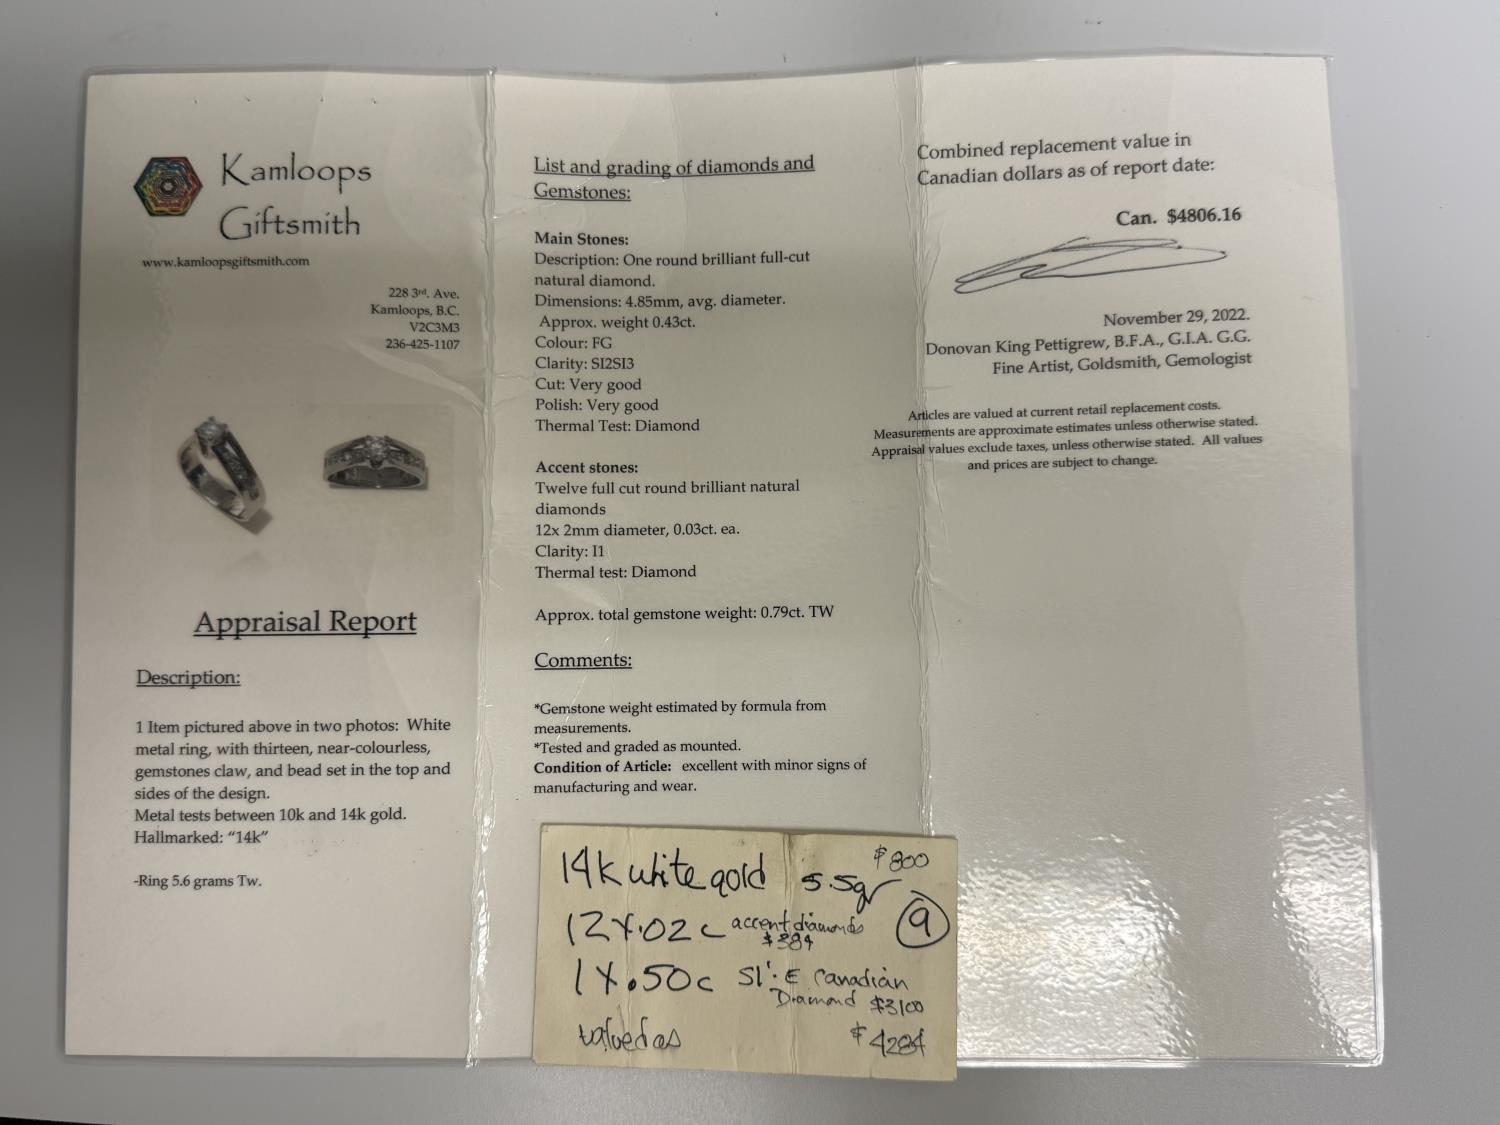 Kamloops
Giftsmith
www.kamloopsgiftsmith.com
228 3rd. Ave.
Kamloops, B.C.
V2C3M3
236-425-1107
Appraisal Report
Description:
1 Item pictured above in two photos: White
metal ring, with thirteen, near-colourless,
gemstones claw, and bead set in the top and
sides of the design.
Metal tests between 10k and 14k gold.
Hallmarked: “14k”
-Ring 5.6 grams Tw.
List and grading of diamonds and
Gemstones:
Main Stones:
Description: One round brilliant full-cut
natural diamond.
Dimensions: 4.85mm, avg. diameter.
Approx. weight 0.43ct.
Colour: FG
Clarity: SI2SI3
Cut: Very good
Polish: Very good
Thermal Test: Diamond
Accent stones:
Twelve full cut round brilliant natural
diamonds
12x 2mm diameter, 0.03ct. ea.
Clarity: I1
Thermal test: Diamond
Approx. total gemstone weight: 0.79ct. TW
Comments:
*Gemstone weight estimated by formula from
measurements.
*Tested and graded as mounted.
Condition of Article: excellent with minor signs of
manufacturing and wear.
Combined replacement value in
Canadian dollars as of report date:
Can. $4806.16
November 29, 2022.
Donovan King Pettigrew, B.F.A., G.I.A. G.G.
Fine Artist, Goldsmith, Gemologist
Articles are valued at current retail replacement costs.
Measurements are approximate estimates unless otherwise stated.
Appraisal values exclude taxes, unless otherwise stated. All values
and prices are subject to change.
14k white gold 5.5gr $800
12x.02c accent diamonds
$384
9
1x.50c SI1.E Canadian
Diamond $3100
valued as $4284